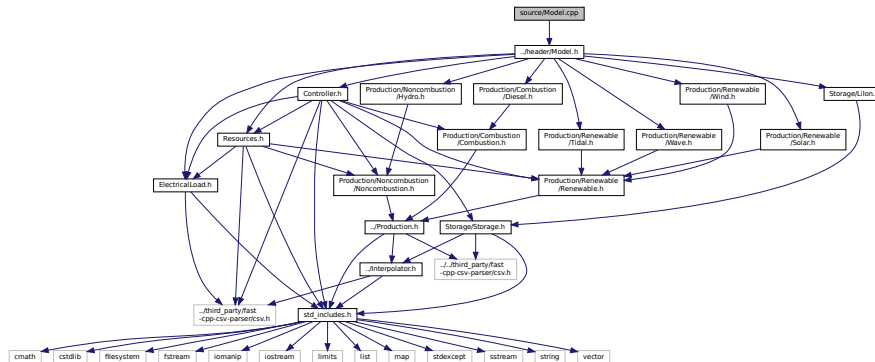 source/Model.cpp
../header/Model.h
Controller.h
Production/Noncombustion
/Hydro.h
Production/Combustion
/Diesel.h
Production/Renewable
/Wind.h
Storage/LiIon.
Resources.h
Production/Combustion
/Combustion.h
Production/Renewable
/Tidal.h
Production/Renewable
/Wave.h
Production/Renewable
/Solar.h
ElectricalLoad.h
Production/Noncombustion
/Noncombustion.h
Production/Renewable
/Renewable.h
../Production.h
Storage/Storage.h
../Interpolator.h
../../third_party/fast
-cpp-csv-parser/csv.h
../third_party/fast
-cpp-csv-parser/csv.h
std_includes.h
cmath
cstdlib
filesystem
fstream
iomanip
iostream
limits
list
map
stdexcept
sstream
string
vector